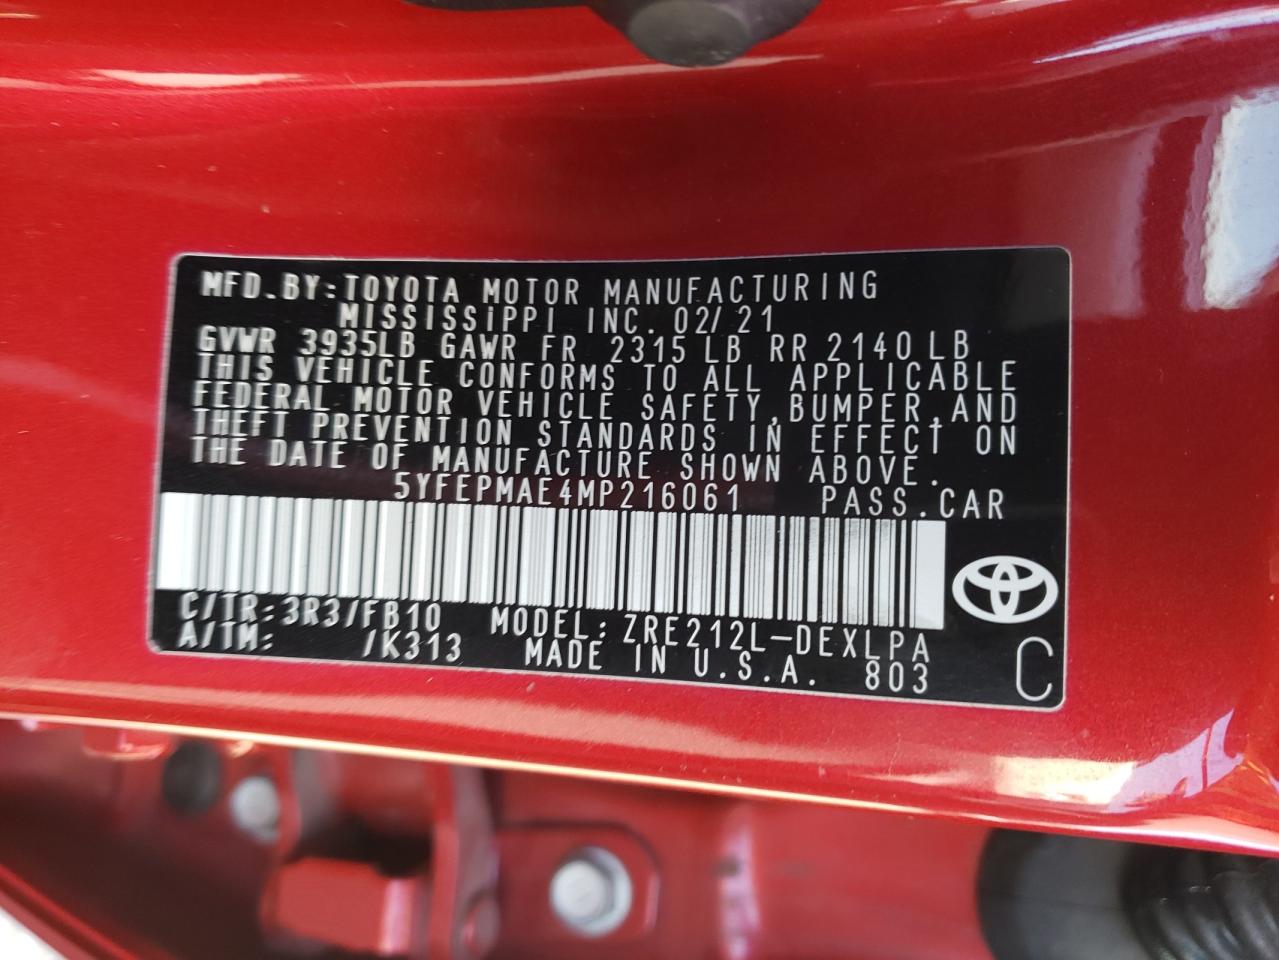 MFD.BY:TOYOTA MOTOR MANUFACTURING
MISSISSiPPI INC. 02/21
GVWR 3935LB GAWR FR 2315 LB RR 2140 LB
THIS VEHICLE CONFORMS TO ALL APPLICABLE
FEDERAL MOTOR VEHICLE SAFETY,BUMPER,AND
THEFT PREVENTION STANDARDS IN EFFECT ON
THE DATE OF MANUFACTURE SHOWN ABOVE.
5YFEPMAE4MP216061 PASS.CAR
C/TR:3R3/FB10 MODEL:ZRE212L-DEXLPA
A/TM: /K313 MADE IN U.S.A. 803
C